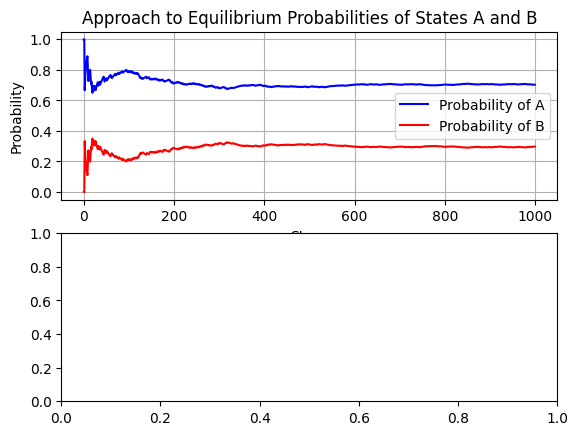 Approach to Equilibrium Probabilities of States A and B
1.0
0.8
0.6
0.4
0.2
0.0
Probability
Probability of A
Probability of B
0 200 400 600 800 1000
1.0
0.8
0.6
0.4
0.2
0.0
0.0 0.2 0.4 0.6 0.8 1.0